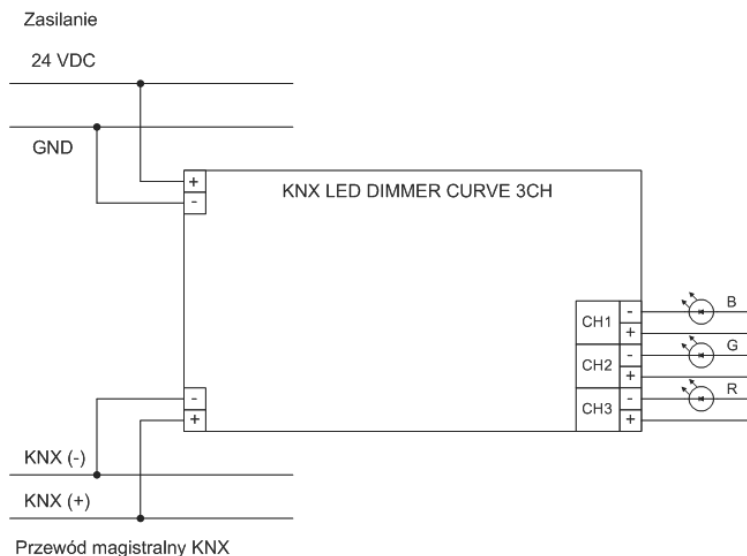 Zasilanie
24 VDC
GND
+
-
KNX LED DIMMER CURVE 3CH
CH1
-
+
B
CH2
-
+
G
CH3
-
+
R
-
+
KNX (-)
KNX (+)
Przewód magistralny KNX